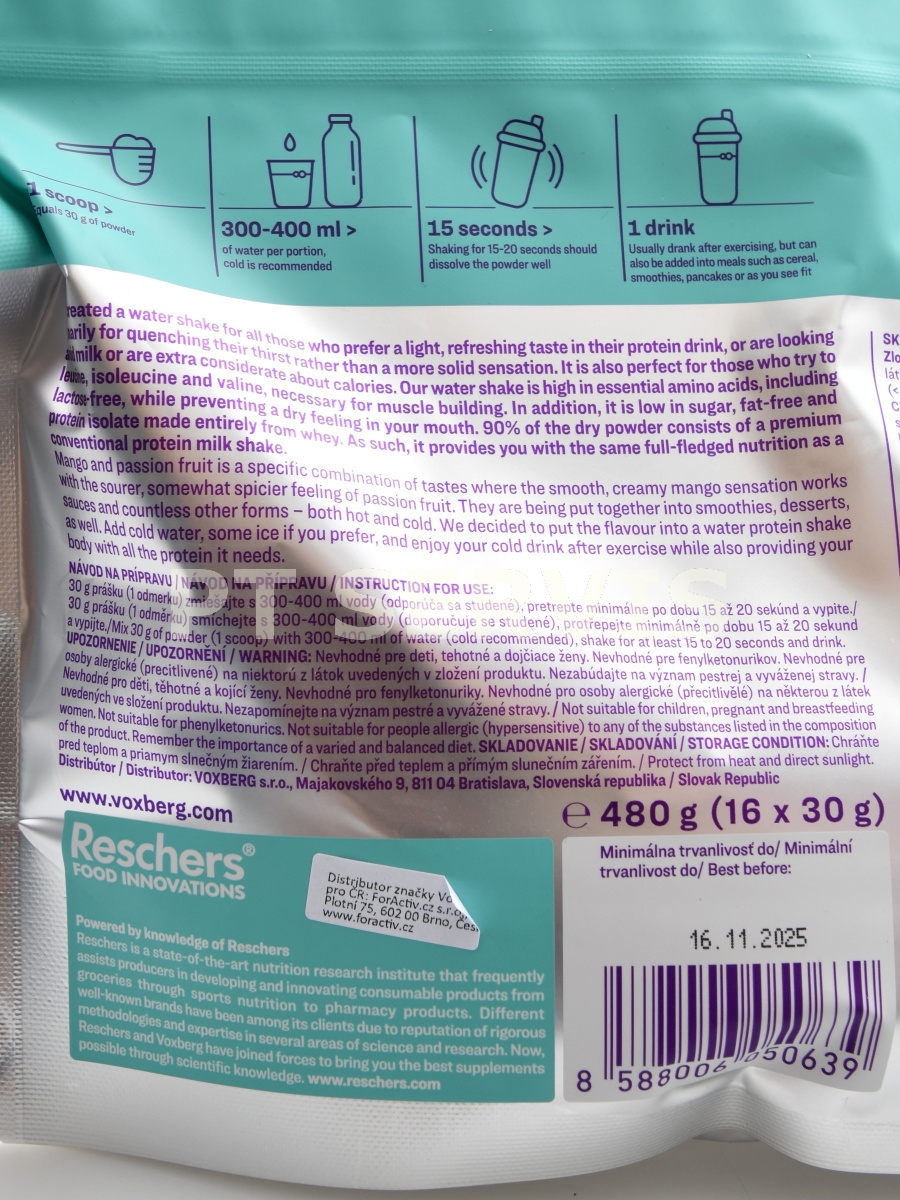 1 scoop >
equals 30 g of powder
300-400 ml >
of water per portion,
cold is recommended
15 seconds >
Shaking for 15-20 seconds should
dissolve the powder well
1 drink
Usually drank after exercising, but can
also be added into meals such as cereal,
smoothies, pancakes or as you see fit
reated a water shake for all those who prefer a light, refreshing taste in their protein drink, or are looking
arily for quenching their thirst rather than a more solid sensation. It is also perfect for those who try to
milk or are extra considerate about calories. Our water shake is high in essential amino acids, including
isoleucine and valine, necessary for muscle building. In addition, it is low in sugar, fat-free and
lactose-free, while preventing a dry feeling in your mouth. 90% of the dry powder consists of a premium
protein isolate made entirely from whey. As such, it provides you with the same full-fledged nutrition as a
conventional protein milk shake.
Mango and passion fruit is a specific combination of tastes where the smooth, creamy mango sensation works
with the sourer, somewhat spicier feeling of passion fruit. They are being put together into smoothies, desserts,
sauces and countless other forms – both hot and cold. We decided to put the flavour into a water protein shake
as well. Add cold water, some ice if you prefer, and enjoy your cold drink after exercise while also providing your
body with all the protein it needs.
NÁVOD NA PRÍPRAVU / NÁVOD NA PŘÍPRAVU / INSTRUCTION FOR USE:
30 g prášku (1 odmerku) zmiešajte s 300-400 ml vody (odporúča sa studené), pretrepte minimálne po dobu 15 až 20 sekúnd a vypite./
30 g prášku (1 odměrku) smíchejte s 300-400 ml vody (doporučuje se studené), protřepejte minimálně po dobu 15 až 20 sekund
a vypijte./Mix 30 g of powder (1 scoop) with 300-400 ml of water (cold recommended), shake for at least 15 to 20 seconds and drink.
UPOZORNENIE / UPOZORNĚNÍ / WARNING: Nevhodné pre deti, tehotné a dojčiace ženy. Nevhodné pre fenylketonurikov. Nevhodné pre
osoby alergické (precitlivené) na niektorú z látok uvedených v zložení produktu. Nezabúdajte na význam pestrej a vyváženej stravy. /
Nevhodné pro děti, těhotné a kojící ženy. Nevhodné pro fenylketonuriky. Nevhodné pro osoby alergické (přecitlivělé) na některou z látek
uvedených ve složení produktu. Nezapomínejte na význam pestré a vyvážené stravy. / Not suitable for children, pregnant and breastfeeding
women. Not suitable for phenylketonurics. Not suitable for people allergic (hypersensitive) to any of the substances listed in the composition
of the product. Remember the importance of a varied and balanced diet. SKLADOVANIE / SKLADOVÁNÍ / STORAGE CONDITION: Chráňte
pred teplom a priamym slnečným žiarením. / Chraňte před teplem a přímým slunečním zářením. / Protect from heat and direct sunlight.
Distribútor / Distributor: VOXBERG s.r.o., Majakovského 9, 811 04 Bratislava, Slovenská republika / Slovak Republic
www.voxberg.com
℮ 480 g (16 x 30 g)
Reschers®
FOOD INNOVATIONS
Distributor značky Vo
pro ČR: ForActiv.cz s.r.o.,
Plotní 75, 602 00 Brno, Čes
www.foractiv.cz
Powered by knowledge of Reschers
Reschers is a state-of-the-art nutrition research institute that frequently
assists producers in developing and innovating consumable products from
groceries through sports nutrition to pharmacy products. Different
well-known brands have been among its clients due to reputation of rigorous
methodologies and expertise in several areas of science and research. Now,
Reschers and Voxberg have joined forces to bring you the best supplements
possible through scientific knowledge. www.reschers.com
Minimálna trvanlivosť do/ Minimální
trvanlivost do/ Best before:
16.11.2025
8 588006 050639
SK
Zlo
lát
(<